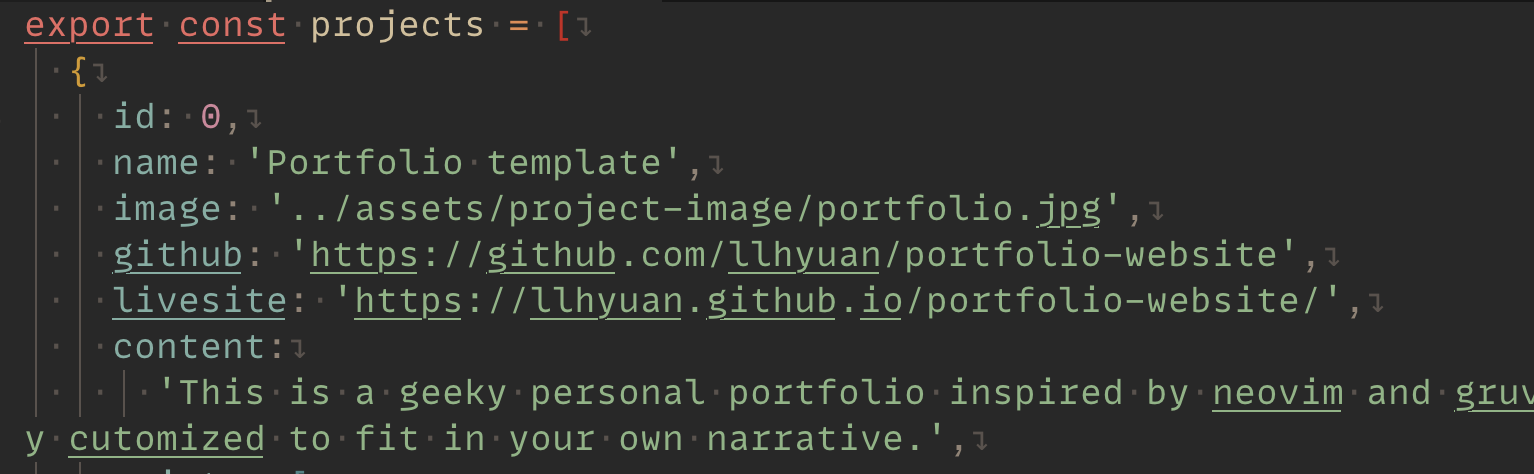 export const projects = [
{
id: 0,
name: 'Portfolio template',
image: '../assets/project-image/portfolio.jpg',
github: 'https://github.com/llhyuan/portfolio-website',
livesite: 'https://llhyuan.github.io/portfolio-website/',
content:
'This is a geeky personal portfolio inspired by neovim and gruv
y cutomized to fit in your own narrative.',